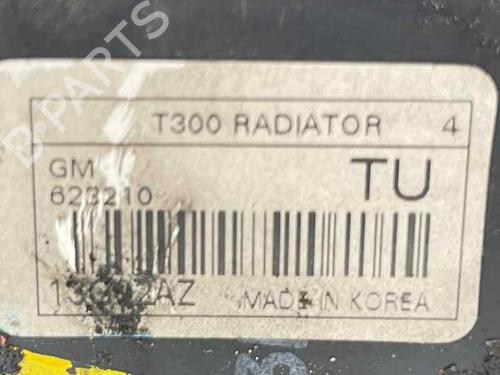 T300 RADIATOR 4
GM TU
623210
MADE IN KOREA
B-PARTS